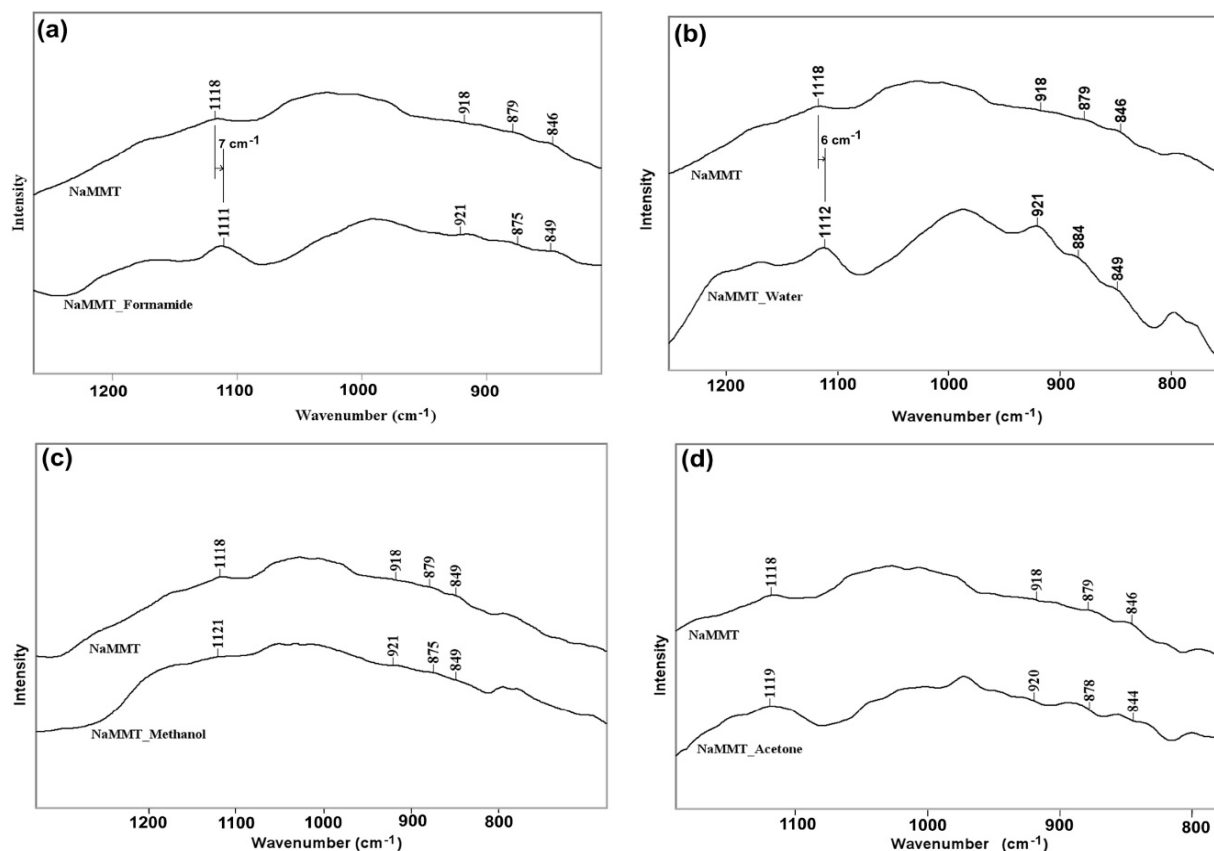 (a)
1118
918
879
846
7 cm-1
NaMMT
1111
921
875
849
NaMMT_Formamide
Intensity
1200 1100 1000 900
Wavenumber (cm-1)
(b)
1118
918
879
846
6 cm-1
NaMMT
1112
921
884
849
NaMMT_Water
Intensity
1200 1100 1000 900 800
Wavenumber (cm-1)
(c)
1118
918
879
849
NaMMT
1121
921
875
849
NaMMT_Methanol
Intensity
1200 1100 1000 900 800
Wavenumber (cm-1)
(d)
1118
918
879
846
NaMMT
1119
920
878
844
NaMMT_Acetone
Intensity
1100 1000 900 800
Wavenumber (cm-1)